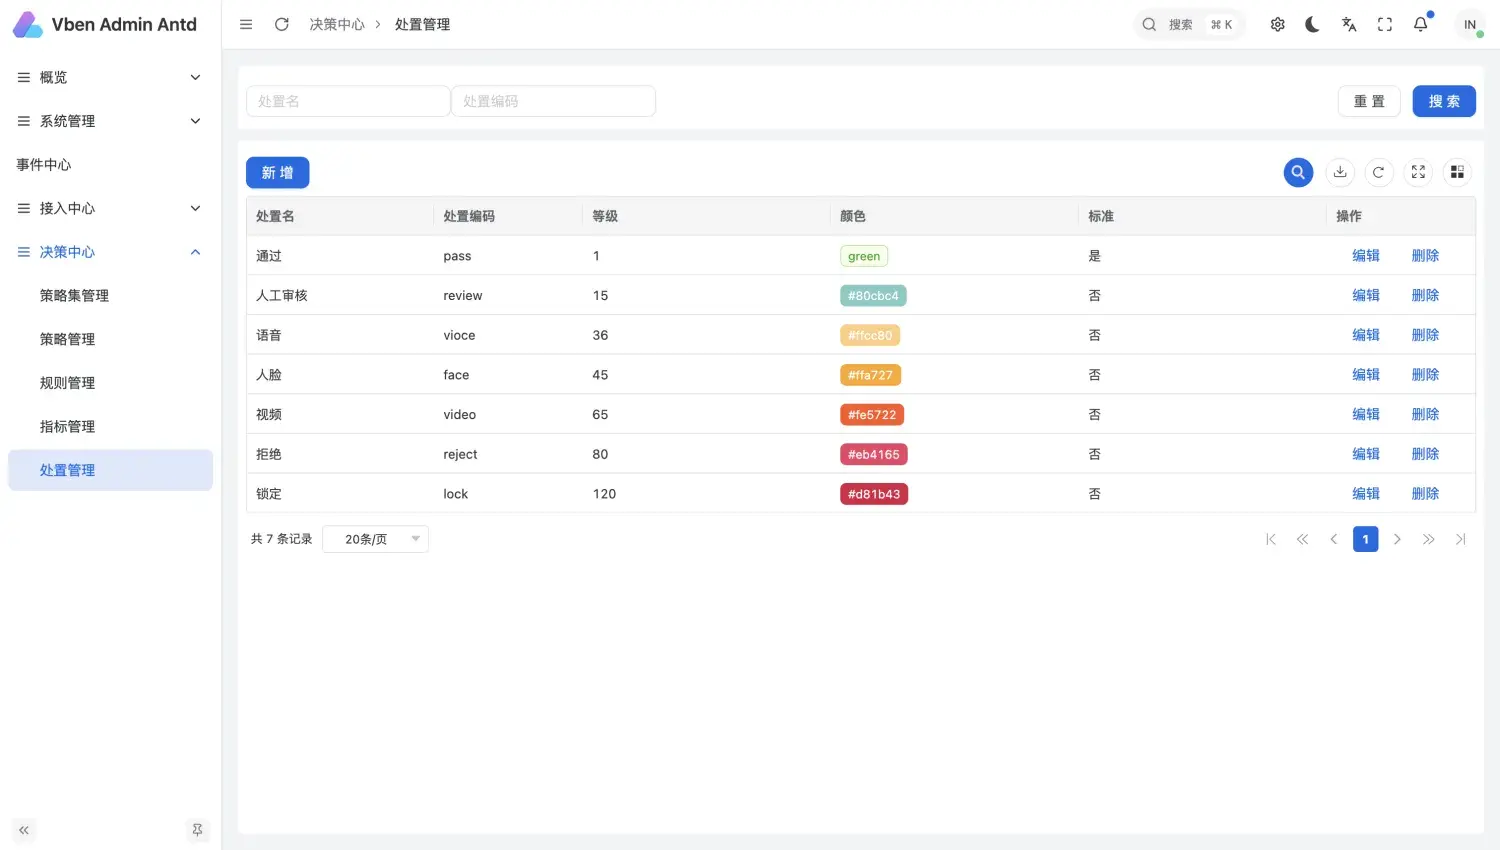 Vben Admin Antd
决策中心 > 处置管理
搜索 ⌘ K
IN
概览
系统管理
事件中心
接入中心
决策中心
策略集管理
策略管理
规则管理
指标管理
处置管理
处置名 处置编码 重 置 搜 索
新 增
处置名 处置编码 等级 颜色 标准 操作
通过 pass 1 green 是 编辑 删除
人工审核 review 15 #80cbc4 否 编辑 删除
语音 vioce 36 #ffcc80 否 编辑 删除
人脸 face 45 #ffa727 否 编辑 删除
视频 video 65 #fe5722 否 编辑 删除
拒绝 reject 80 #eb4165 否 编辑 删除
锁定 lock 120 #d81b43 否 编辑 删除
共 7 条记录 20条/页 1